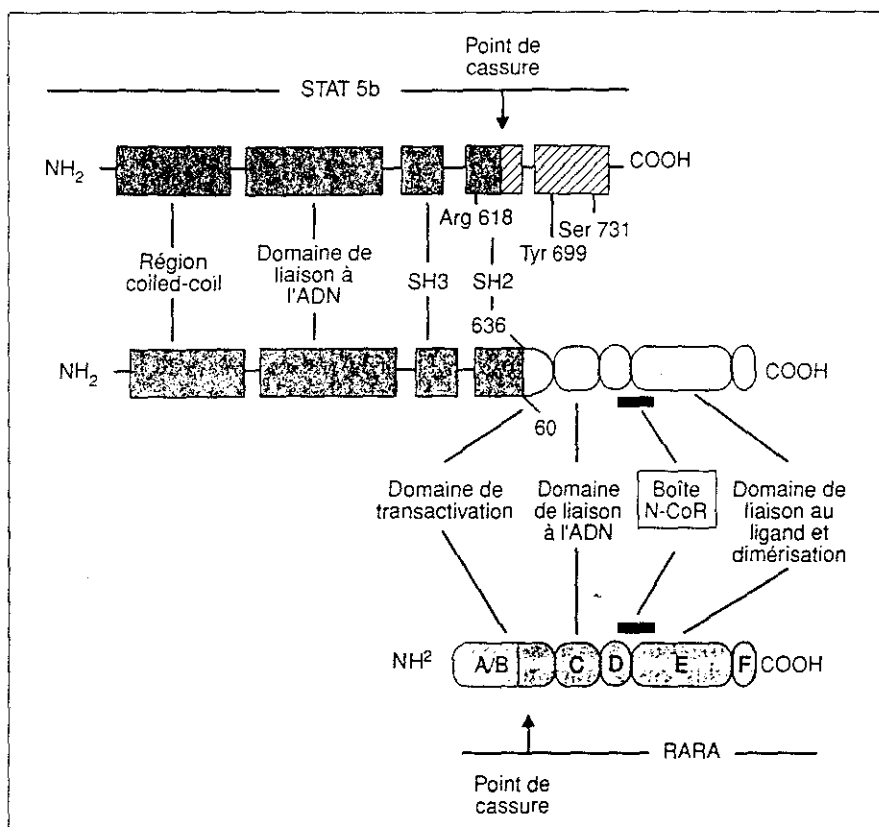 Point de
cassure
STAT 5b
NH2
COOH
Arg 618
Ser 731
Tyr 699
Région
coiled-coil
Domaine de
liaison à
l'ADN
SH3
SH2
636
NH2
COOH
60
Domaine de
transactivation
Domaine
de liaison
à l'ADN
Boîte
N-CoR
Domaine de
liaison au
ligand et
dimérisation
NH2
A/B
C
D
E
F
COOH
RARA
Point de
cassure